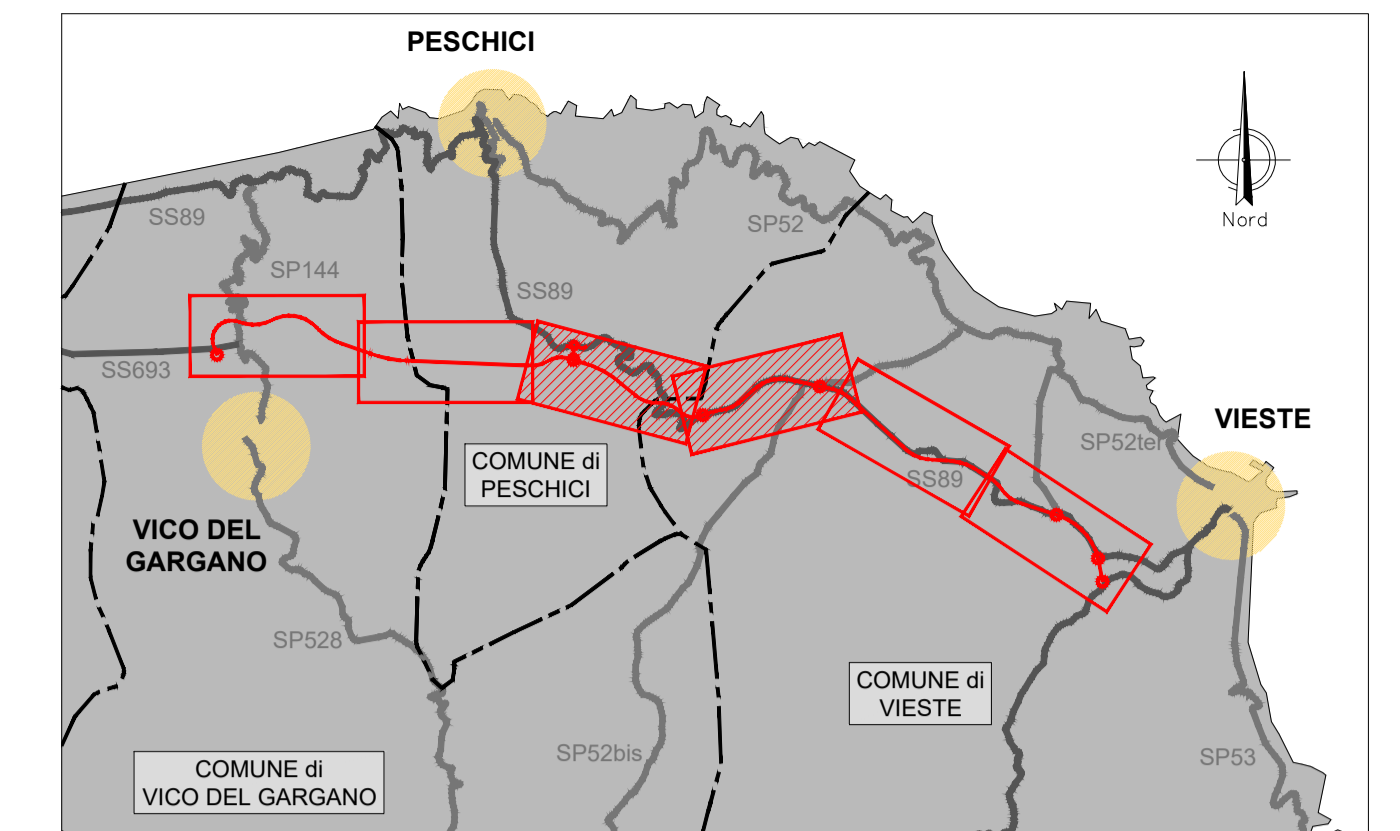 PESCHICI
Nord
SS89
SP52
SP144
SS89
SS693
VIESTE
SP52ter
COMUNE di
PESCHICI
SS89
VICO DEL
GARGANO
SP528
COMUNE di
VIESTE
SP52bis
SP53
COMUNE di
VICO DEL GARGANO